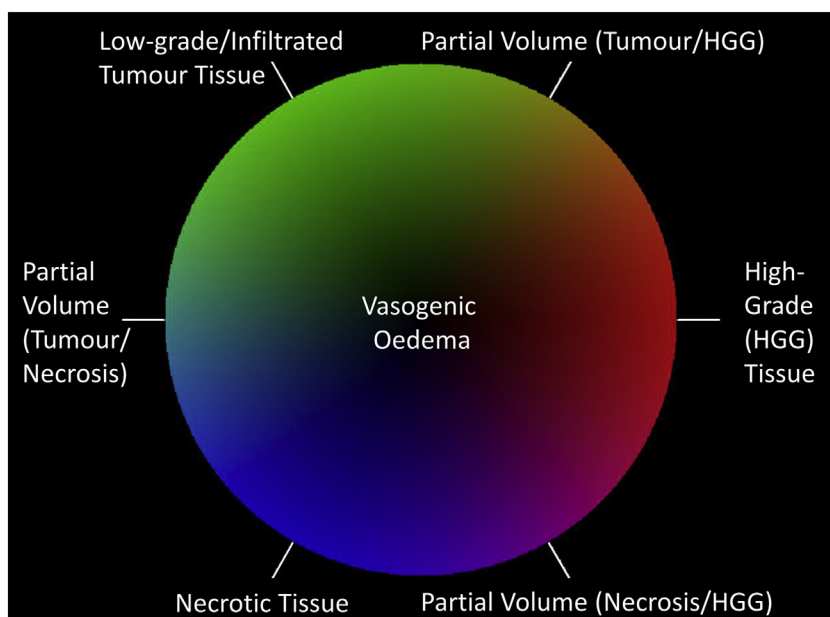 Low-grade/Infiltrated
Tumour Tissue
Partial Volume (Tumour/HGG)
Partial
Volume
(Tumour/
Necrosis)
Vasogenic
Oedema
High-
Grade
(HGG)
Tissue
Necrotic Tissue
Partial Volume (Necrosis/HGG)